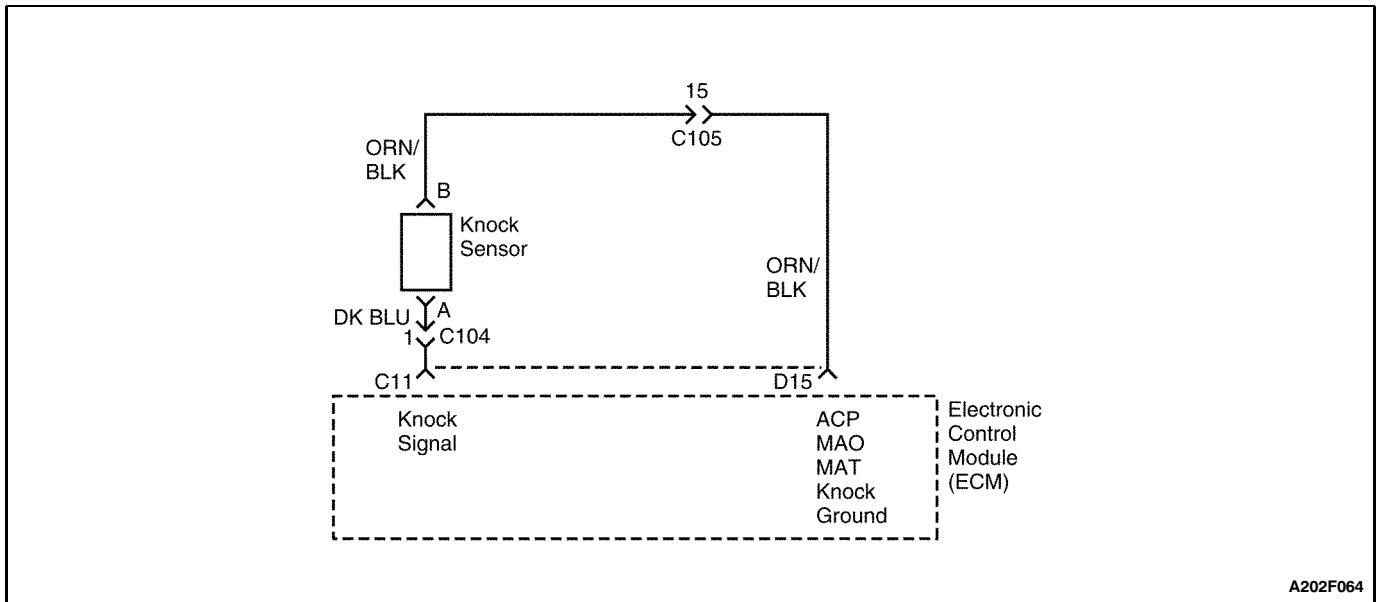 15
C105
ORN/
BLK
B
Knock
Sensor
ORN/
BLK
A
DK BLU
1
C104
C11
D15
Knock
Signal
ACP
MAO
MAT
Knock
Ground
Electronic
Control
Module
(ECM)
A202F064